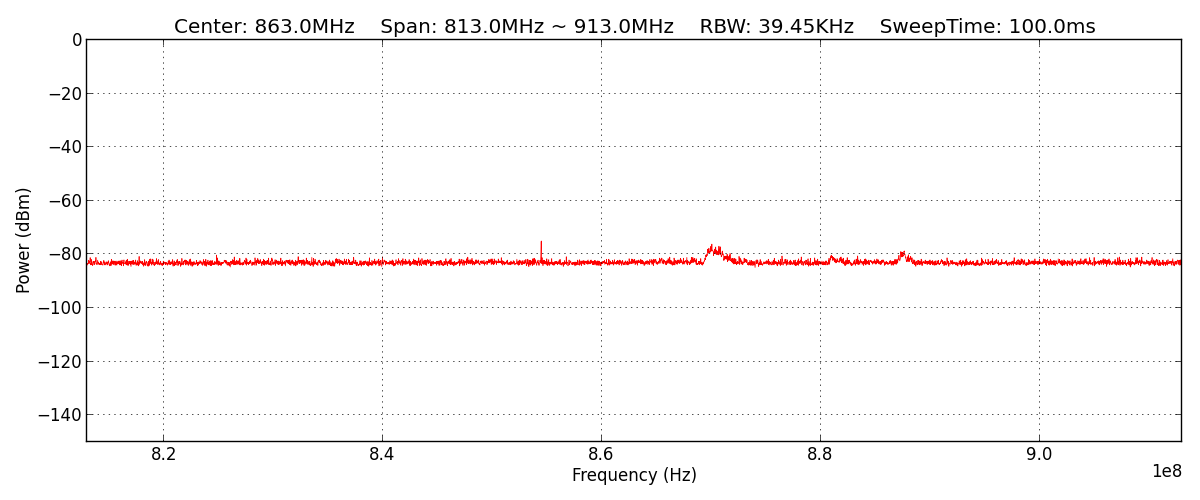 Center: 863.0MHz    Span: 813.0MHz ~ 913.0MHz    RBW: 39.45KHz    SweepTime: 100.0ms
0
−20
−40
−60
−80
−100
−120
−140
Power (dBm)
8.2 8.4 8.6 8.8 9.0
1e8
Frequency (Hz)